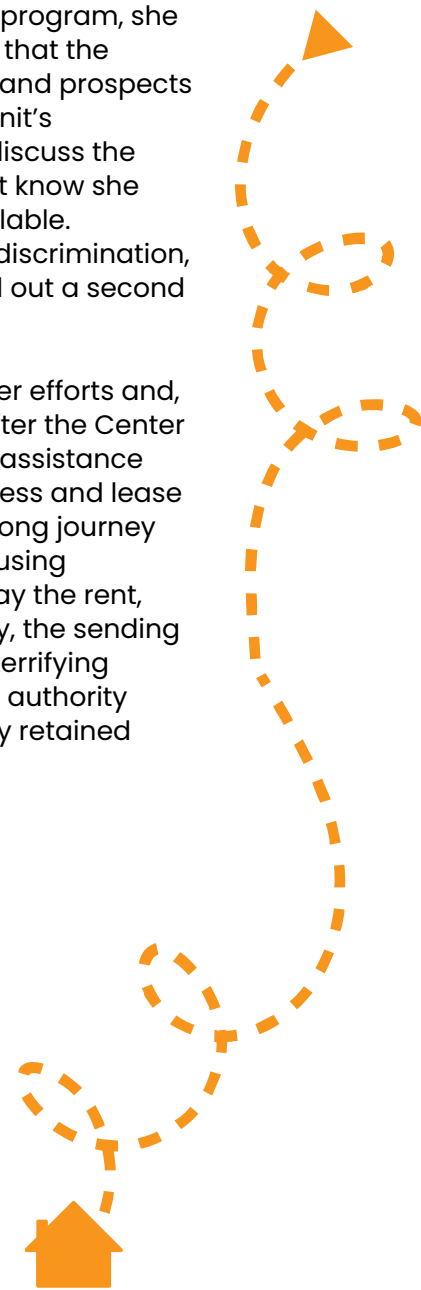 program, she
that the
and prospects
nit's
discuss the
t know she
lable.
discrimination,
l out a second
er efforts and,
ter the Center
assistance
ess and lease
ong journey
using
ay the rent,
y, the sending
errifying
authority
y retained